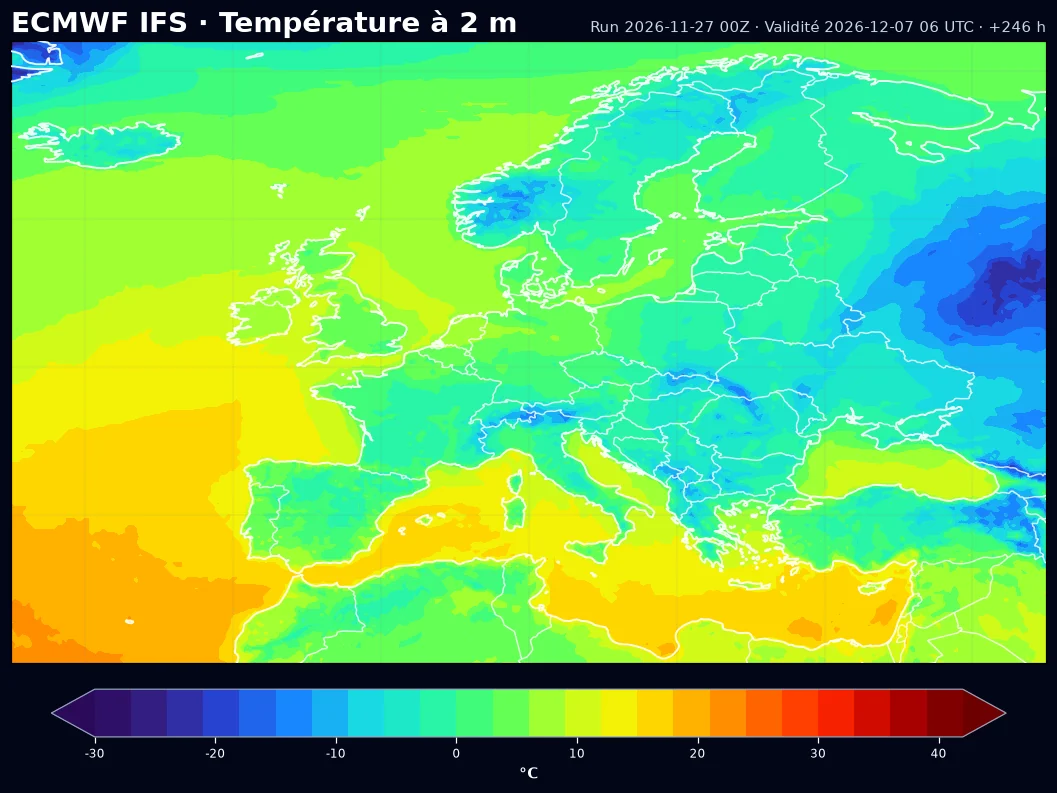 ECMWF IFS · Température à 2 m
Run 2026-11-27 00Z · Validité 2026-12-07 06 UTC · +246 h
-30 -20 -10 0 10 20 30 40
°C